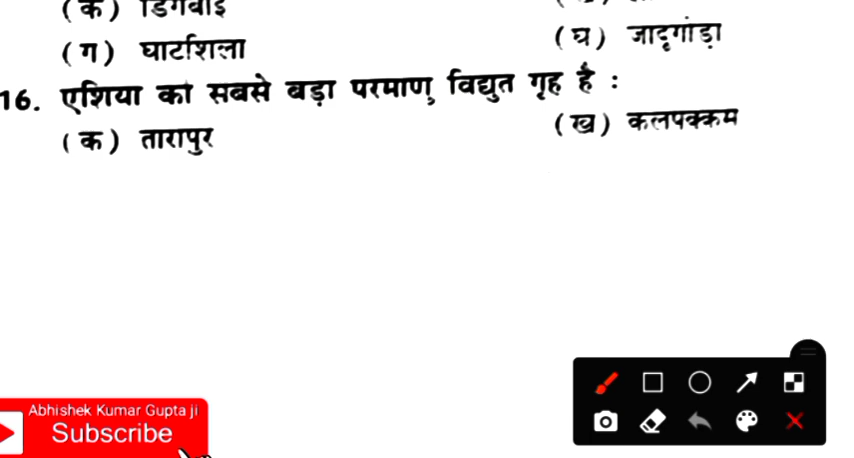 (क) डिगबोई
(ग) घाटशिला (घ) जादूगोड़ा
16. एशिया का सबसे बड़ा परमाणु विद्युत गृह है :
(क) तारापुर (ख) कलपक्कम
Abhishek Kumar Gupta ji
Subscribe